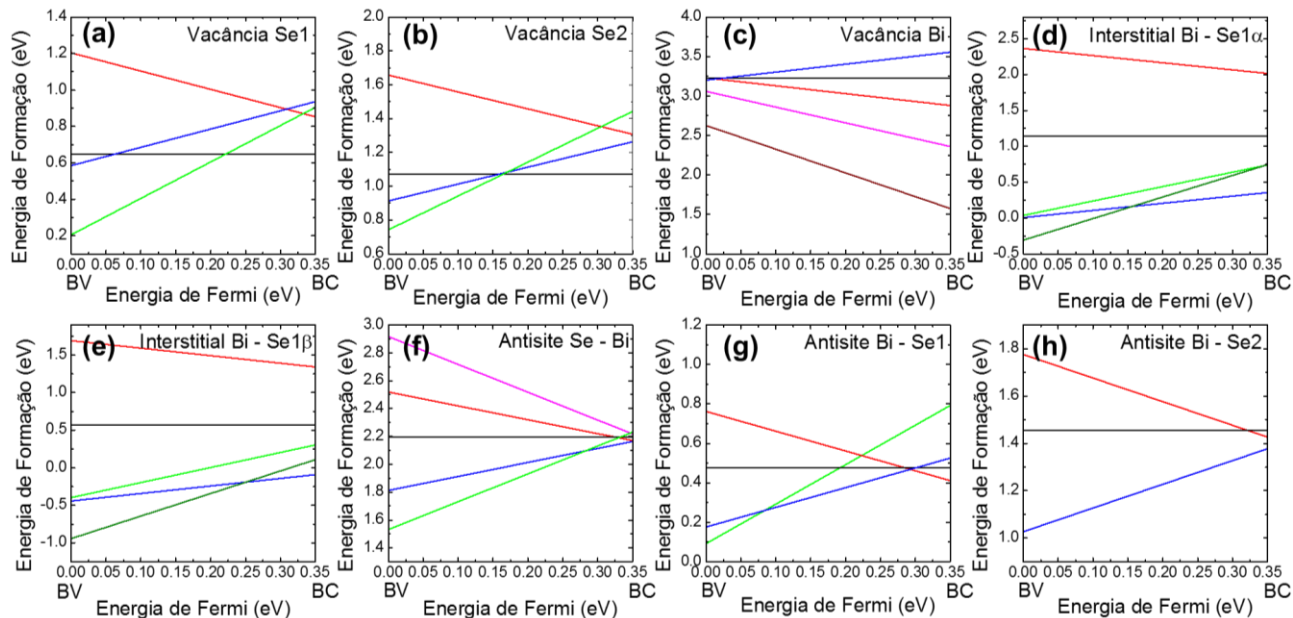 (a) Vacância Se1
Energia de Formação (eV)
1.4
1.2
1.0
0.8
0.6
0.4
0.2
0.00 0.05 0.10 0.15 0.20 0.25 0.30 0.35
BV BC
Energia de Fermi (eV)
(b) Vacância Se2
Energia de Formação (eV)
2.0
1.8
1.6
1.4
1.2
1.0
0.8
0.6
0.00 0.05 0.10 0.15 0.20 0.25 0.30 0.35
BV BC
Energia de Fermi (eV)
(c) Vacância Bi
Energia de Formação (eV)
4.0
3.5
3.0
2.5
2.0
1.5
1.0
0.00 0.05 0.10 0.15 0.20 0.25 0.30 0.35
BV BC
Energia de Fermi (eV)
(d) Interstitial Bi - Se1α
Energia de Formação (eV)
2.5
2.0
1.5
1.0
0.5
0.0
-0.5
0.00 0.05 0.10 0.15 0.20 0.25 0.30 0.35
BV BC
Energia de Fermi (eV)
(e) Interstitial Bi - Se1β
Energia de Formação (eV)
1.5
1.0
0.5
0.0
-0.5
-1.0
0.00 0.05 0.10 0.15 0.20 0.25 0.30 0.35
BV BC
Energia de Fermi (eV)
(f) Antisite Se - Bi
Energia de Formação (eV)
3.0
2.8
2.6
2.4
2.2
2.0
1.8
1.6
1.4
0.00 0.05 0.10 0.15 0.20 0.25 0.30 0.35
BV BC
Energia de Fermi (eV)
(g) Antisite Bi - Se1
Energia de Formação (eV)
1.2
1.0
0.8
0.6
0.4
0.2
0.0
0.00 0.05 0.10 0.15 0.20 0.25 0.30 0.35
BV BC
Energia de Fermi (eV)
(h) Antisite Bi - Se2
Energia de Formação (eV)
1.8
1.6
1.4
1.2
1.0
0.00 0.05 0.10 0.15 0.20 0.25 0.30 0.35
BV BC
Energia de Fermi (eV)